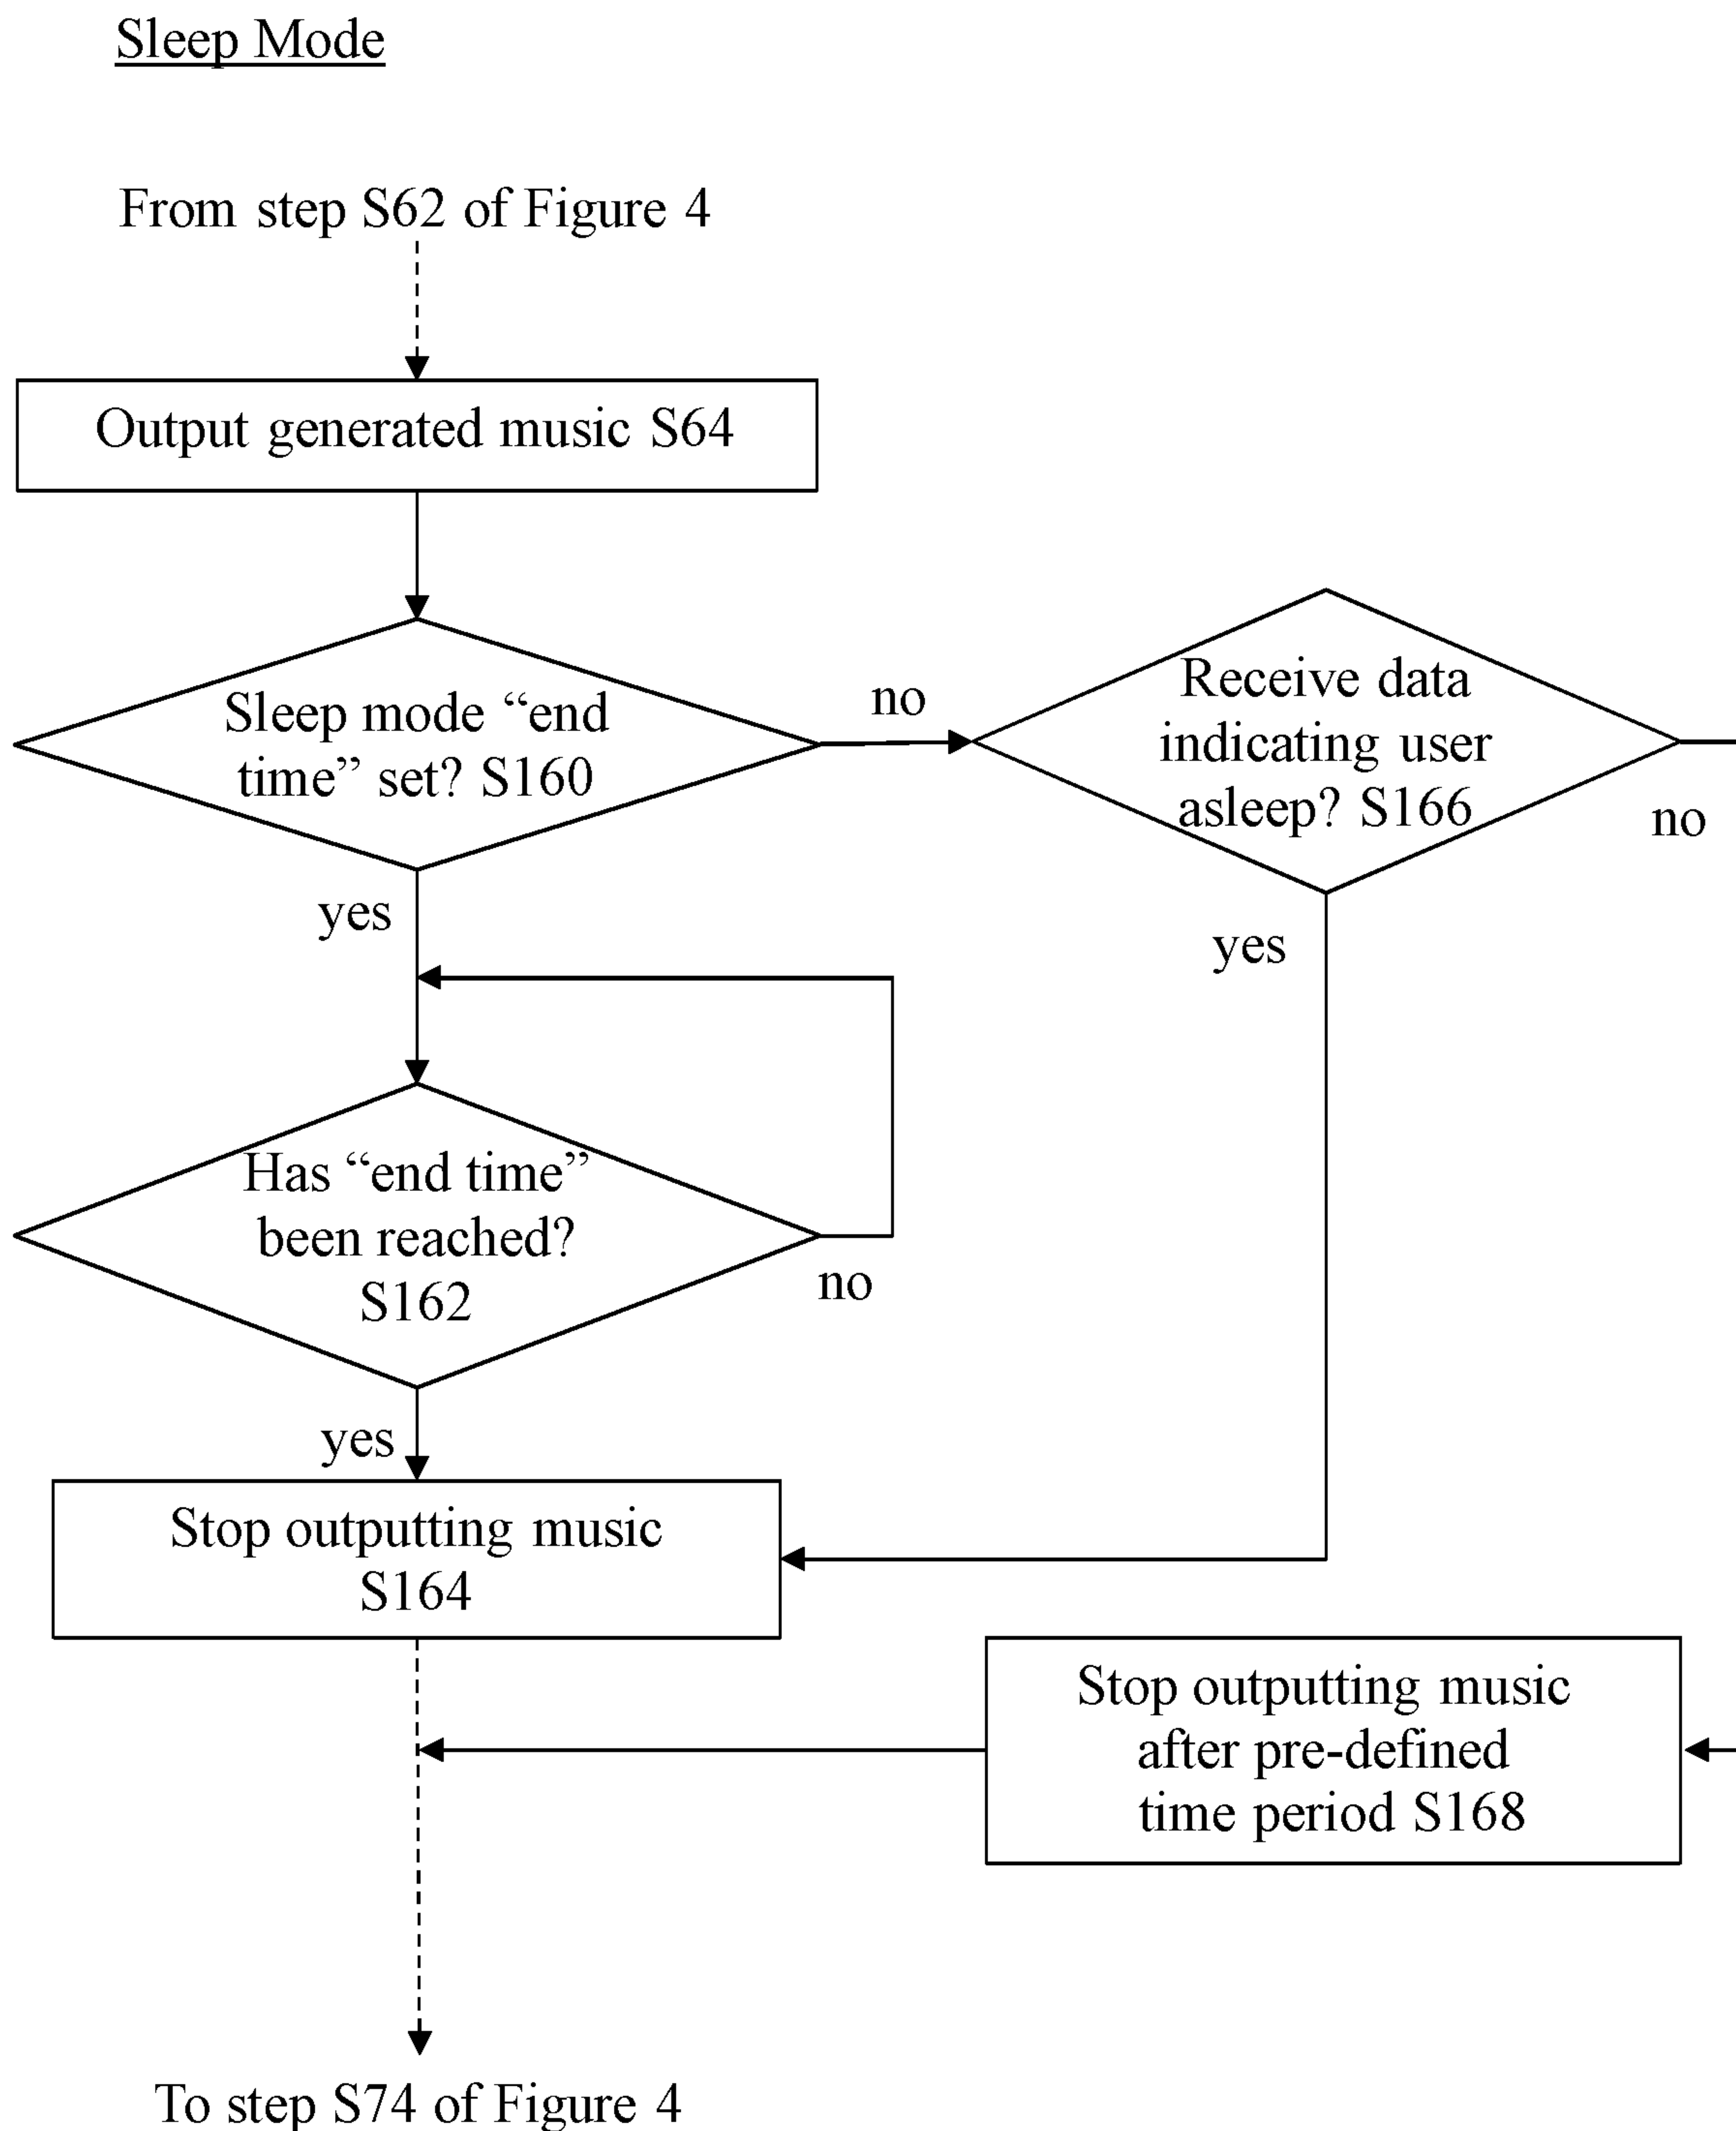 Sleep Mode
From step S62 of Figure 4
Output generated music S64
Sleep mode “end
time” set? S160
no
Receive data
indicating user
asleep? S166
no
yes
yes
Has “end time”
been reached?
S162
no
yes
Stop outputting music
S164
Stop outputting music
after pre-defined
time period S168
To step S74 of Figure 4